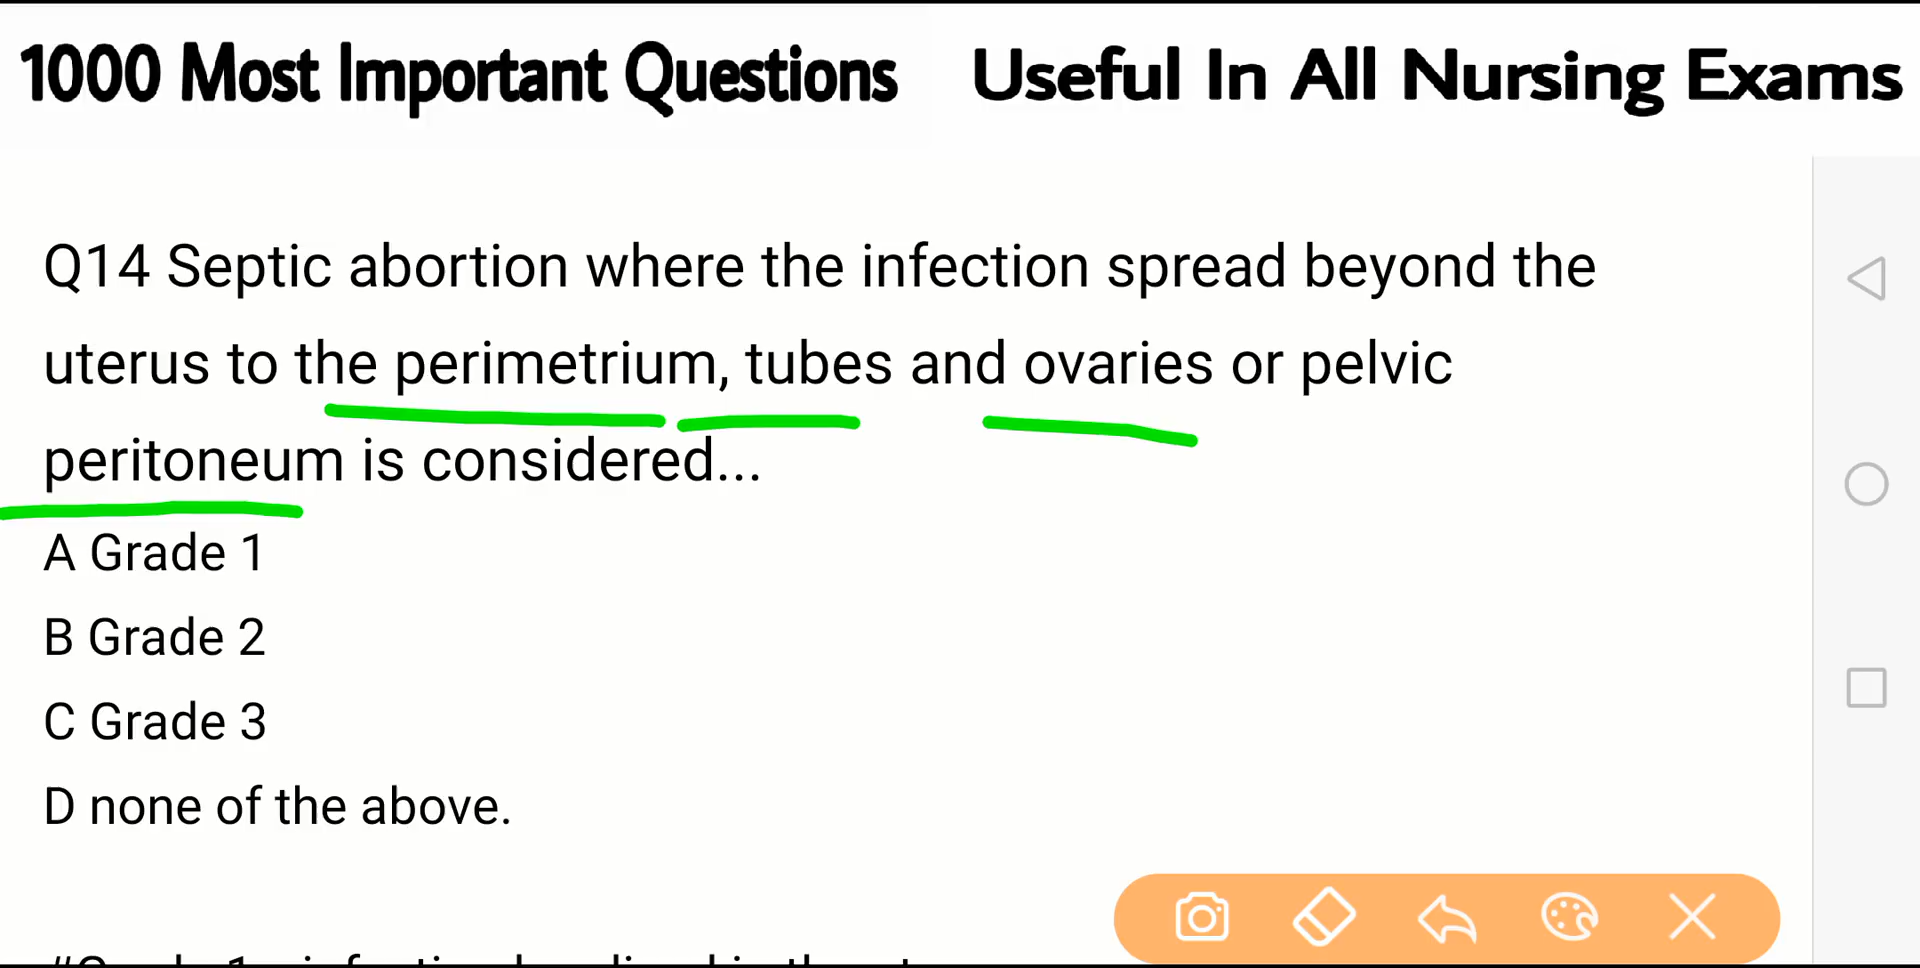 1000 Most Important Questions Useful In All Nursing Exams
Q14 Septic abortion where the infection spread beyond the
uterus to the perimetrium, tubes and ovaries or pelvic
peritoneum is considered...
A Grade 1
B Grade 2
C Grade 3
D none of the above.